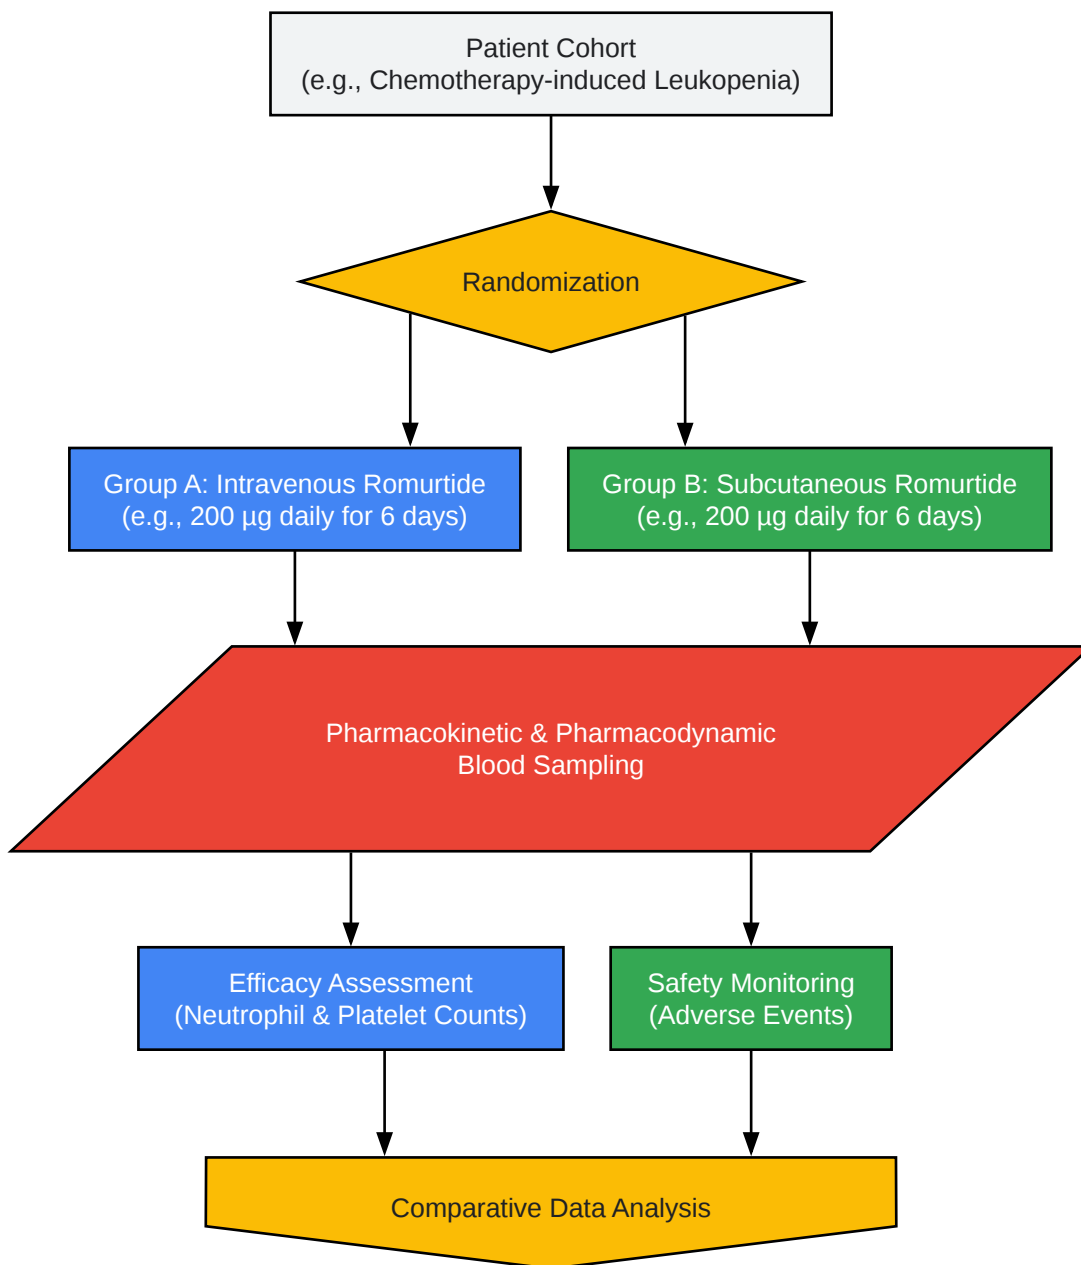 Patient Cohort
(e.g., Chemotherapy-induced Leukopenia)
Randomization
Group A: Intravenous Romurtide
(e.g., 200 µg daily for 6 days)
Group B: Subcutaneous Romurtide
(e.g., 200 µg daily for 6 days)
Pharmacokinetic & Pharmacodynamic
Blood Sampling
Efficacy Assessment
(Neutrophil & Platelet Counts)
Safety Monitoring
(Adverse Events)
Comparative Data Analysis